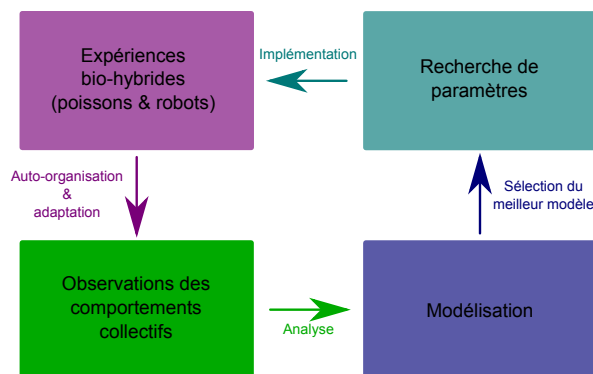 Expériences
bio-hybrides
(poissons & robots)
Implémentation
Recherche de
paramètres
Auto-organisation
&
adaptation
Sélection du
meilleur modèle
Observations des
comportements
collectifs
Analyse
Modélisation